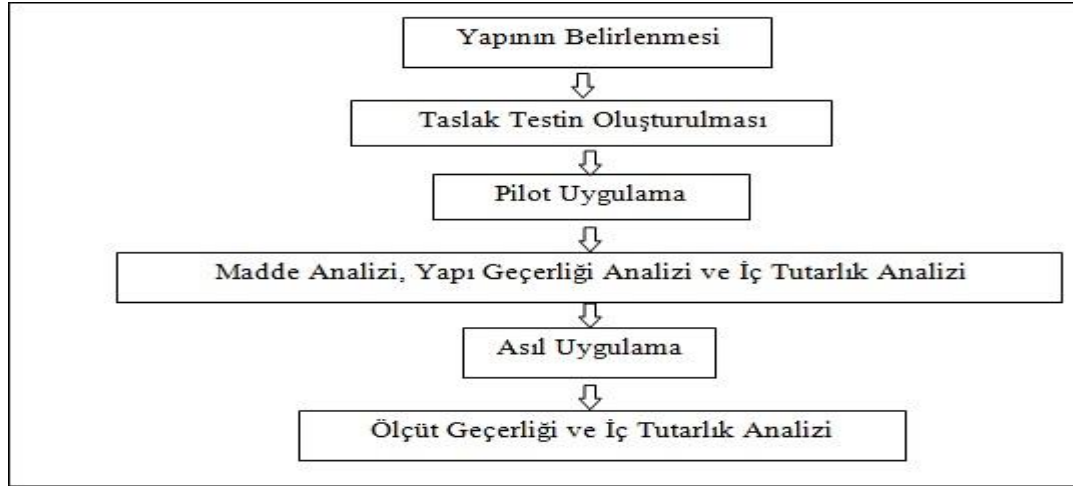 Yapının Belirlenmesi
Taslak Testin Oluşturulması
Pilot Uygulama
Madde Analizi, Yapı Geçerliği Analizi ve İç Tutarlık Analizi
Asıl Uygulama
Ölçüt Geçerliği ve İç Tutarlık Analizi